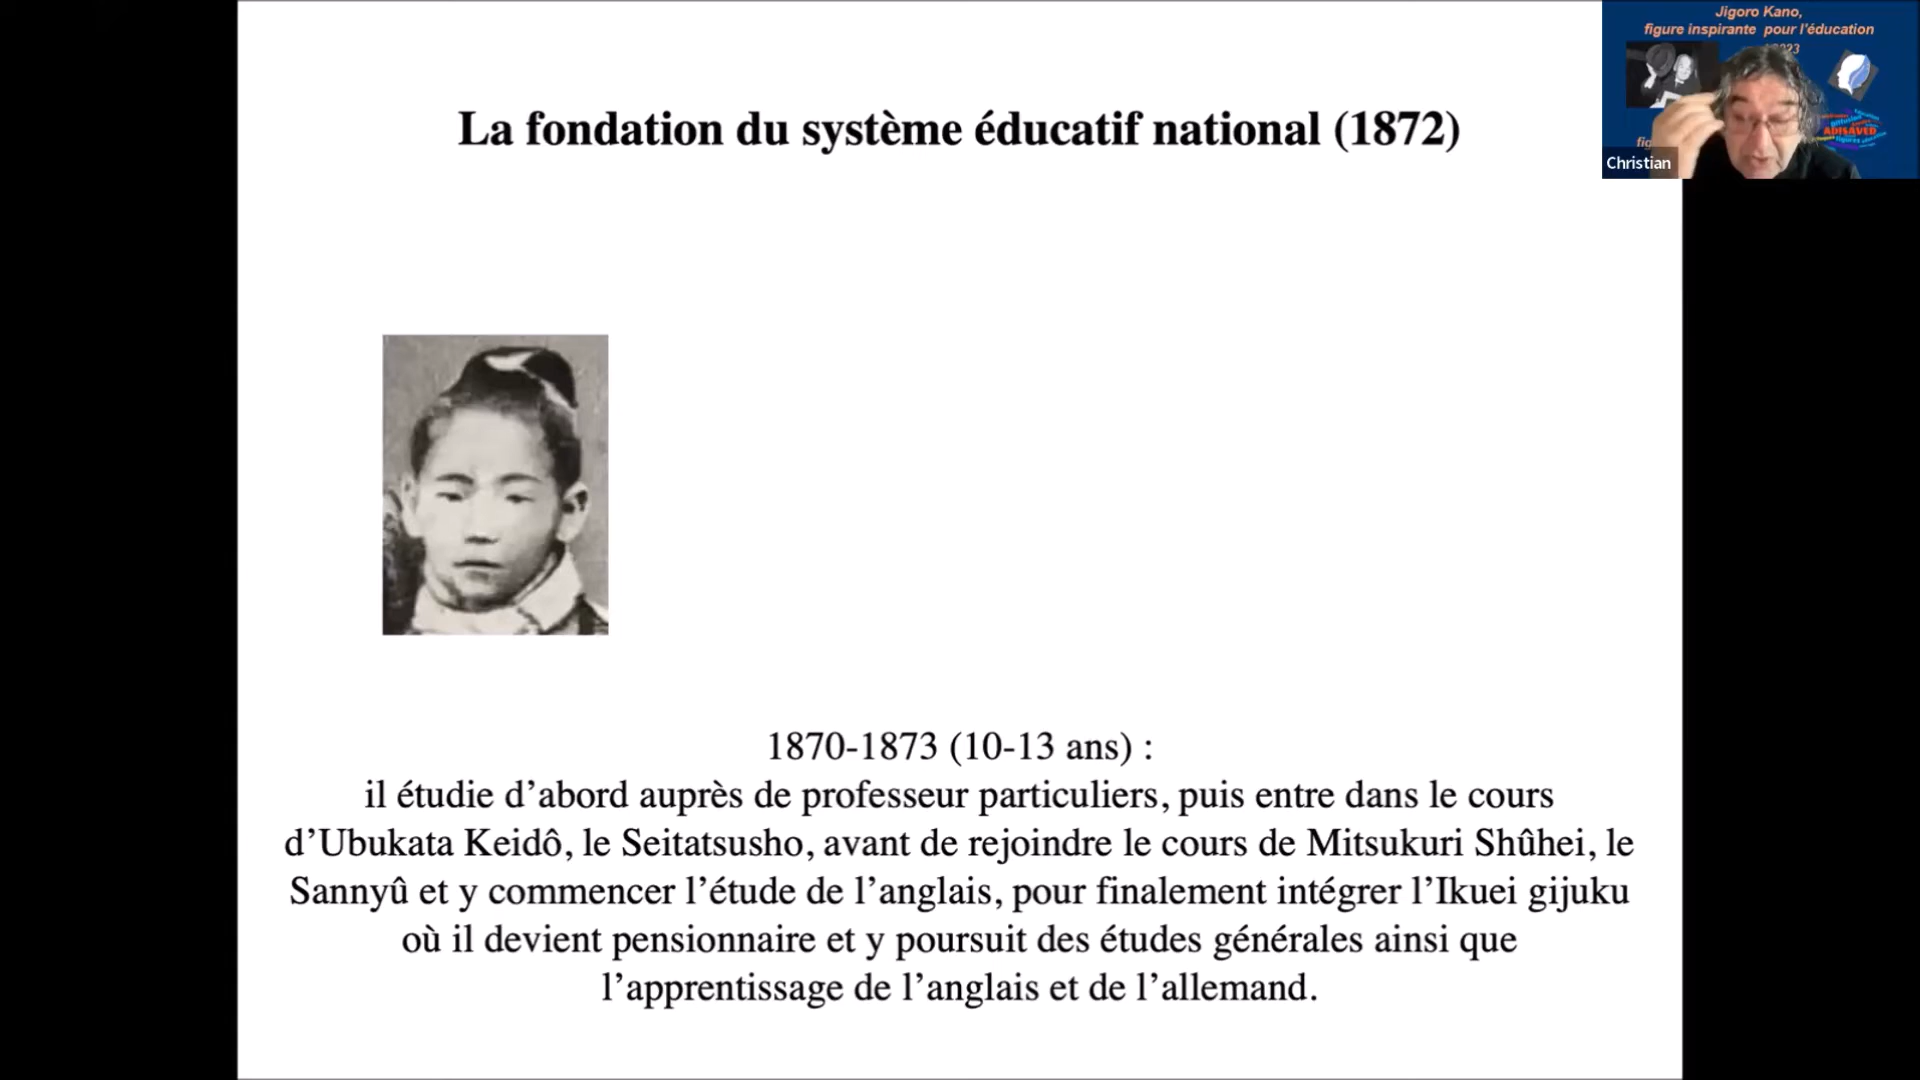 Jigoro Kano,
figure inspirante pour l'éducation
La fondation du système éducatif national (1872)
ADISAVED
Christian
1870-1873 (10-13 ans) :
il étudie d’abord auprès de professeur particuliers, puis entre dans le cours
d’Ubukata Keidô, le Seitatsusho, avant de rejoindre le cours de Mitsukuri Shûhei, le
Sannyû et y commencer l’étude de l’anglais, pour finalement intégrer l’Ikuei gijuku
où il devient pensionnaire et y poursuit des études générales ainsi que
l’apprentissage de l’anglais et de l’allemand.